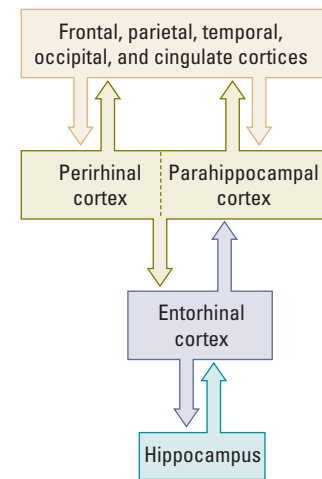 Frontal, parietal, temporal,
occipital, and cingulate cortices
Perirhinal
cortex
Parahippocampal
cortex
Entorhinal
cortex
Hippocampus